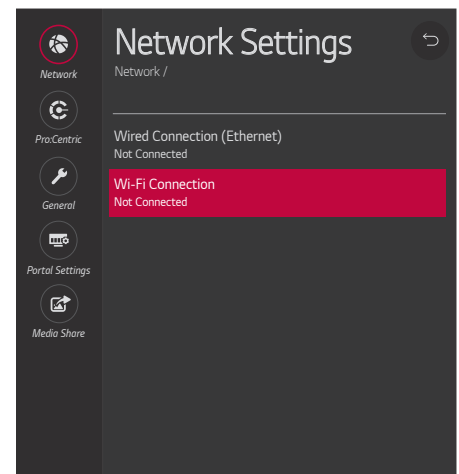 Network Settings
Network /
Network
Pro:Centric
General
Portal Settings
Media Share
Wired Connection (Ethernet)
Not Connected
Wi-Fi Connection
Not Connected